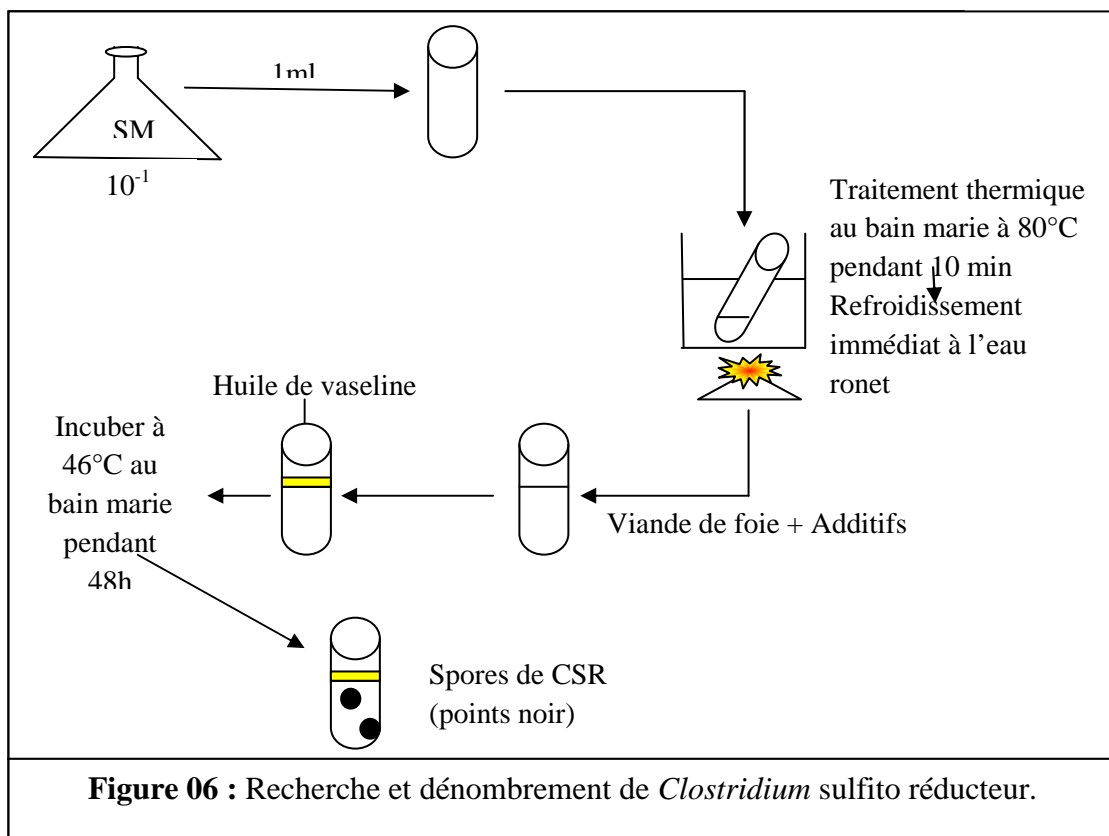 1ml
SM
10⁻¹
Traitement thermique
au bain marie à 80°C
pendant 10 min
Refroidissement
immédiat à l'eau
ronet
Huile de vaseline
Incuber à
46°C au
bain marie
pendant
48h
Viande de foie + Additifs
Spores de CSR
(points noir)
Figure 06 : Recherche et dénombrement de Clostridium sulfito réducteur.